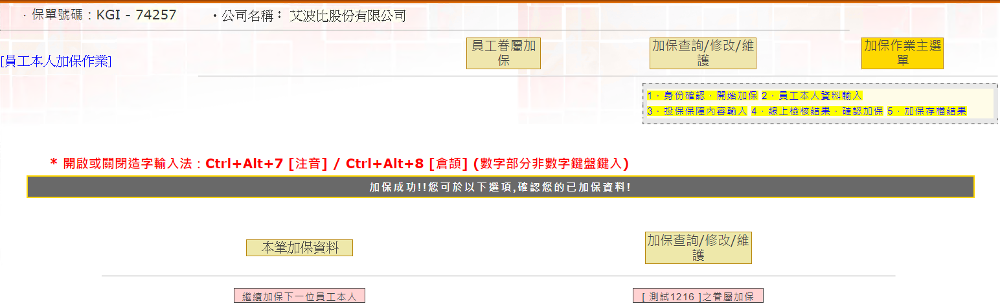 ．保單號碼：KGI - 74257 ．公司名稱： 艾波比股份有限公司
員工眷屬加保
加保查詢/修改/維護
加保作業主選單
[員工本人加保作業]
1．身份確認．開始加保 2．員工本人資料輸入
3．投保保障內容輸入 4．線上檢核結果．確認加保 5．加保存檔結果
* 開啟或關閉造字輸入法：Ctrl+Alt+7 [注音] / Ctrl+Alt+8 [倉頡] (數字部分非數字鍵盤鍵入)
加保成功!!您可於以下選項,確認您的已加保資料!
本筆加保資料
加保查詢/修改/維護
繼續加保下一位員工本人
[ 測試1216 ]之眷屬加保